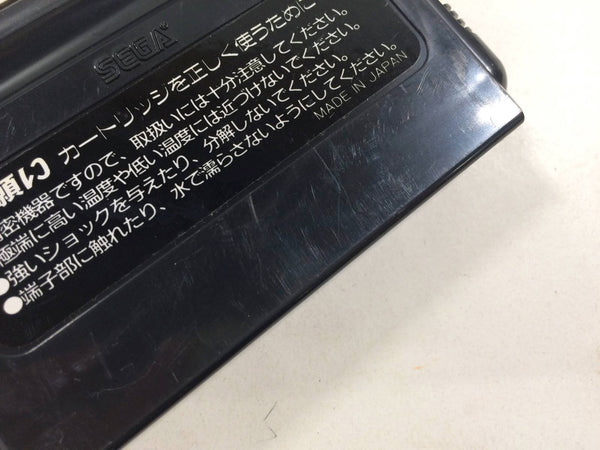 SEGA
カートリッジを正しく使うために
密機器ですので、取扱いには十分注意してください。
極端に高い温度や低い温度には近づけないでください。
●強いショックを与えたり、分解しないでください。
●端子部に触れたり、水で濡らさないようにしてください。
MADE IN JAPAN